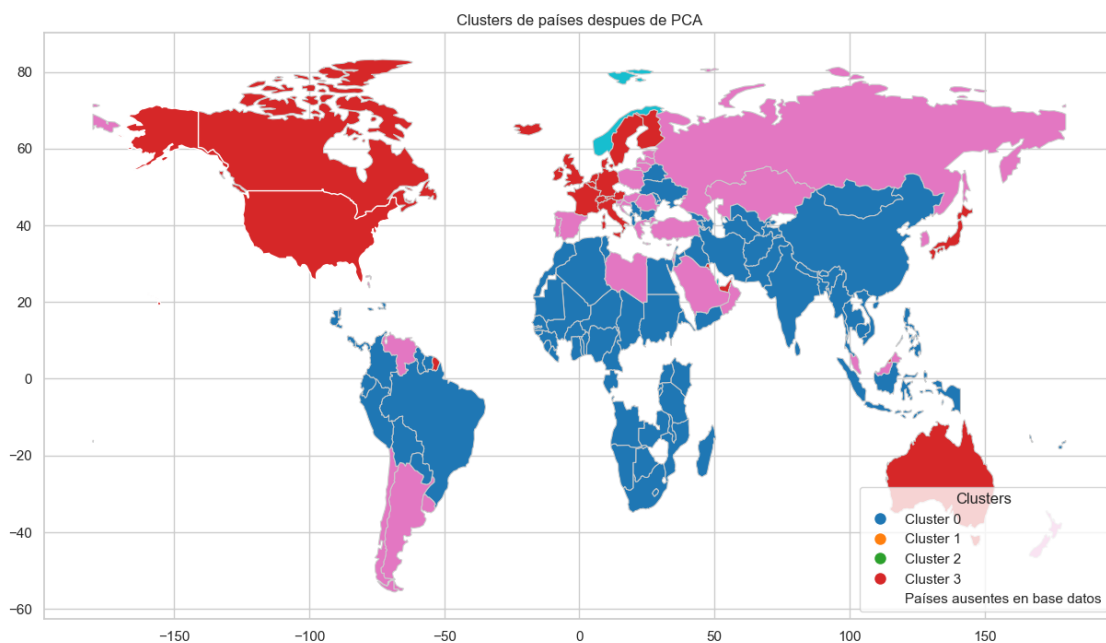 Clusters de países despues de PCA
80
60
40
20
0
−20
−40
−60
−150
−100
−50
0
50
100
150
Clusters
Cluster 0
Cluster 1
Cluster 2
Cluster 3
Países ausentes en base datos